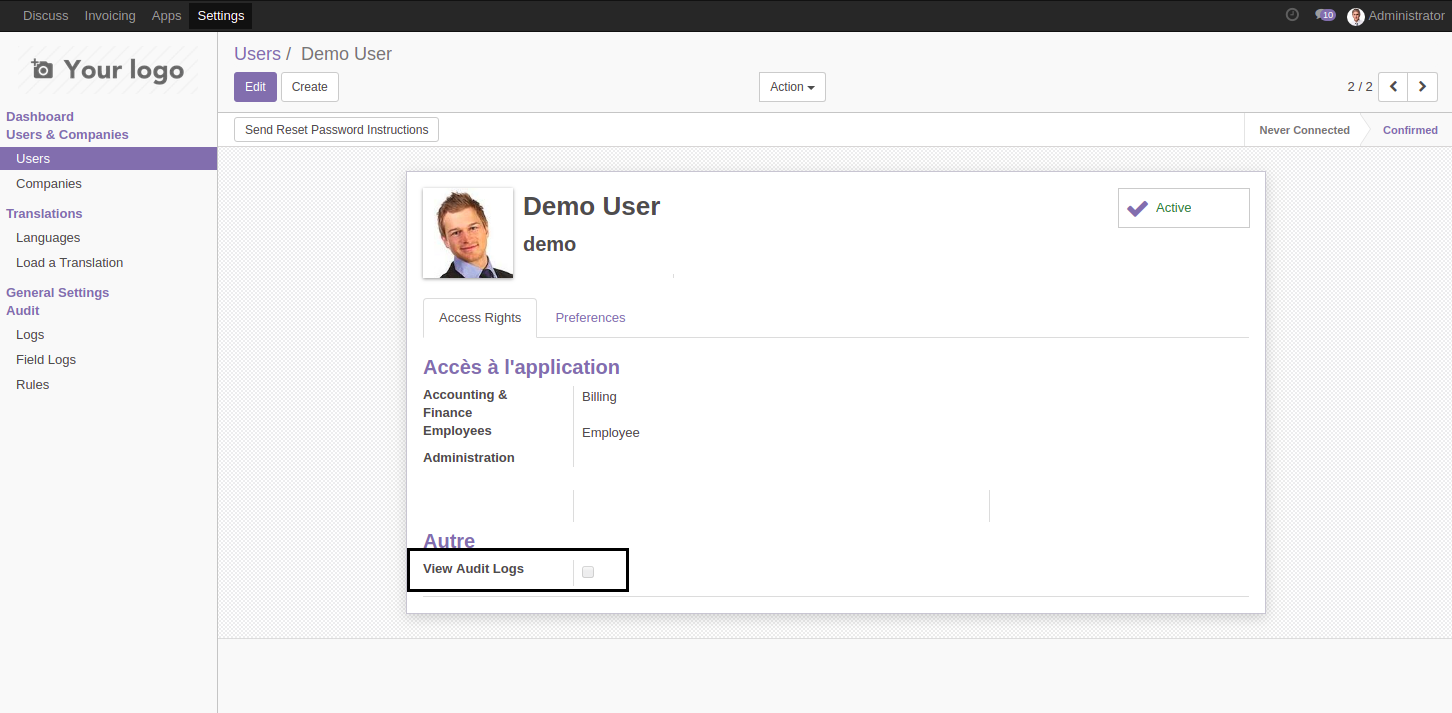 Discuss Invoicing Apps Settings 10 Administrator
Your logo
Dashboard
Users & Companies
Users
Companies
Translations
Languages
Load a Translation
General Settings
Audit
Logs
Field Logs
Rules
Users / Demo User
Edit Create Action 2 / 2
Send Reset Password Instructions Never Connected Confirmed
Demo User
demo
Active
Access Rights Preferences
Accès à l'application
Accounting &
Finance
Billing
Employees
Employee
Administration
Autre
View Audit Logs